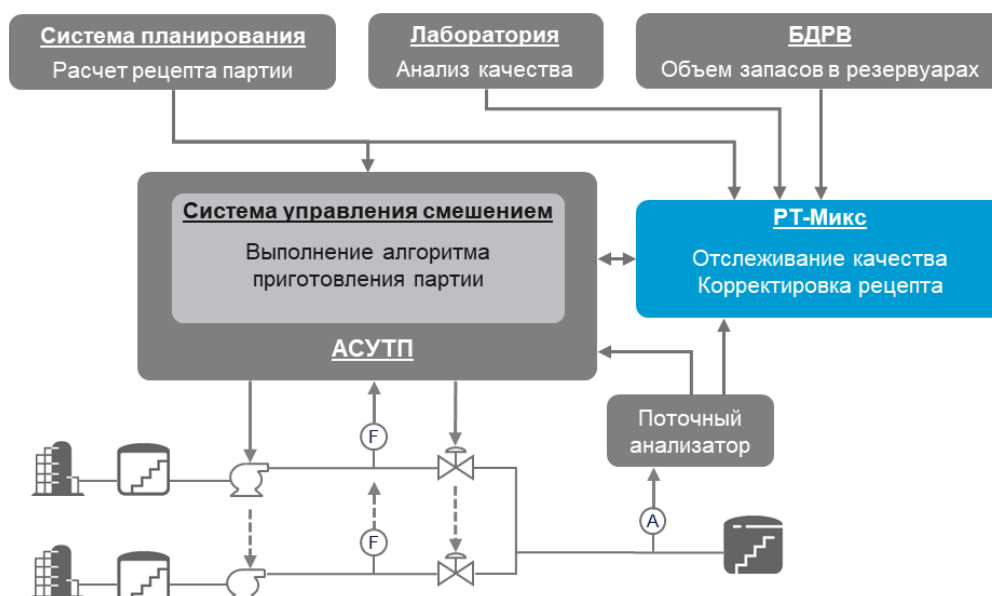 Система планирования
Расчет рецепта партии
Лаборатория
Анализ качества
БДРВ
Объем запасов в резервуарах
Система управления смешением
Выполнение алгоритма
приготовления партии
АСУТП
РТ-Микс
Отслеживание качества
Корректировка рецепта
Поточный
анализатор
F
A
F